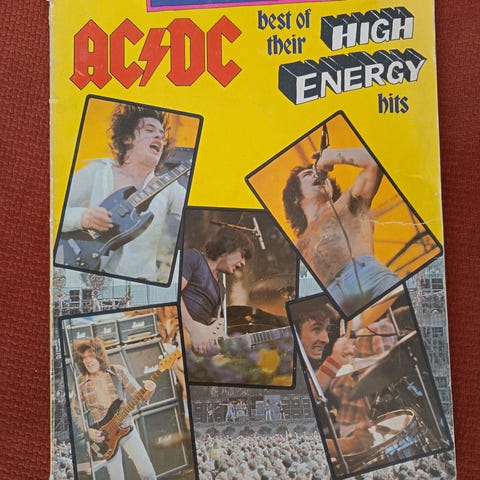 AC/DC
best of
their
HIGH
ENERGY
hits